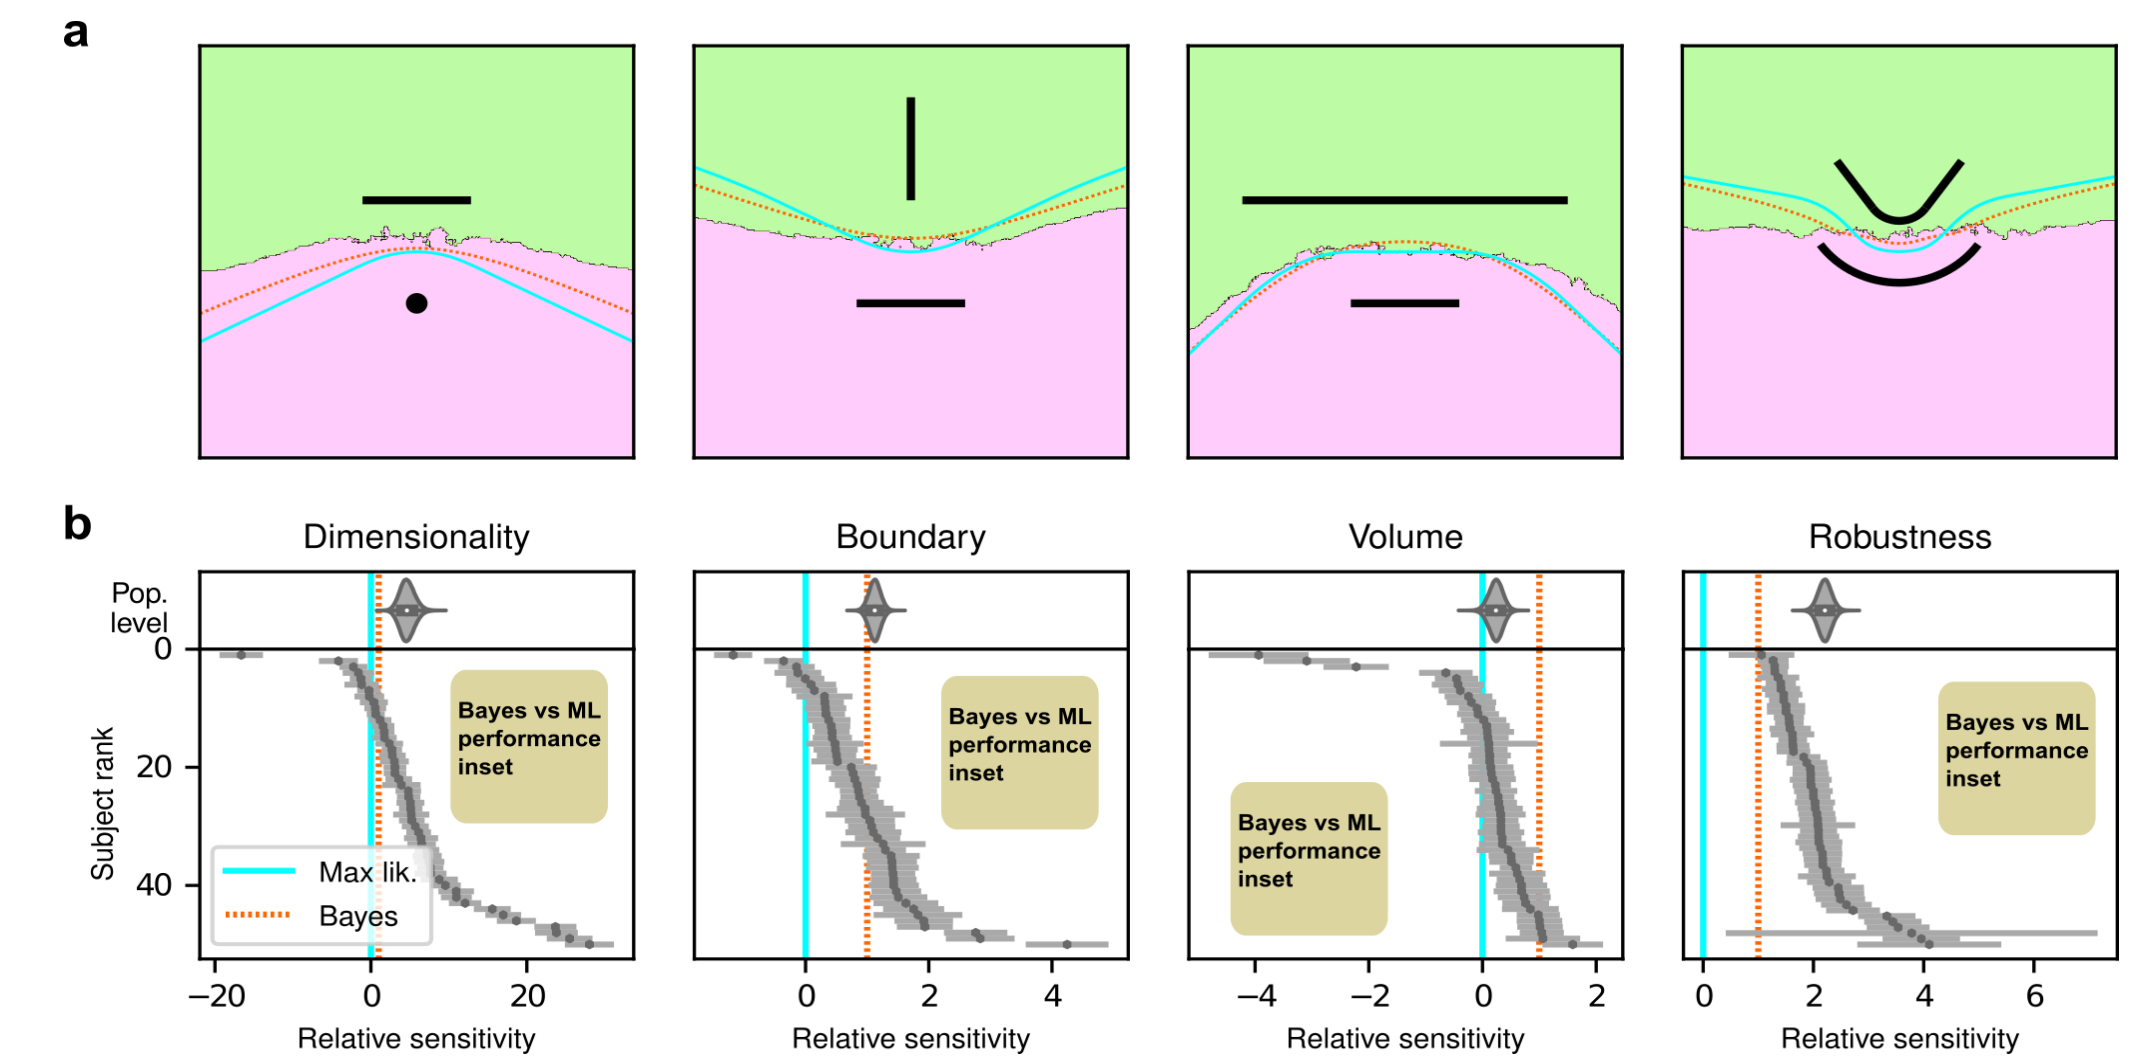 a
b
Dimensionality
Boundary
Volume
Robustness
Pop.
level
0
20
40
Subject rank
Bayes vs ML
performance
inset
Max lik.
Bayes
−20
0
20
Relative sensitivity
Bayes vs ML
performance
inset
0
2
4
Relative sensitivity
Bayes vs ML
performance
inset
−4
−2
0
2
Relative sensitivity
Bayes vs ML
performance
inset
0
2
4
6
Relative sensitivity